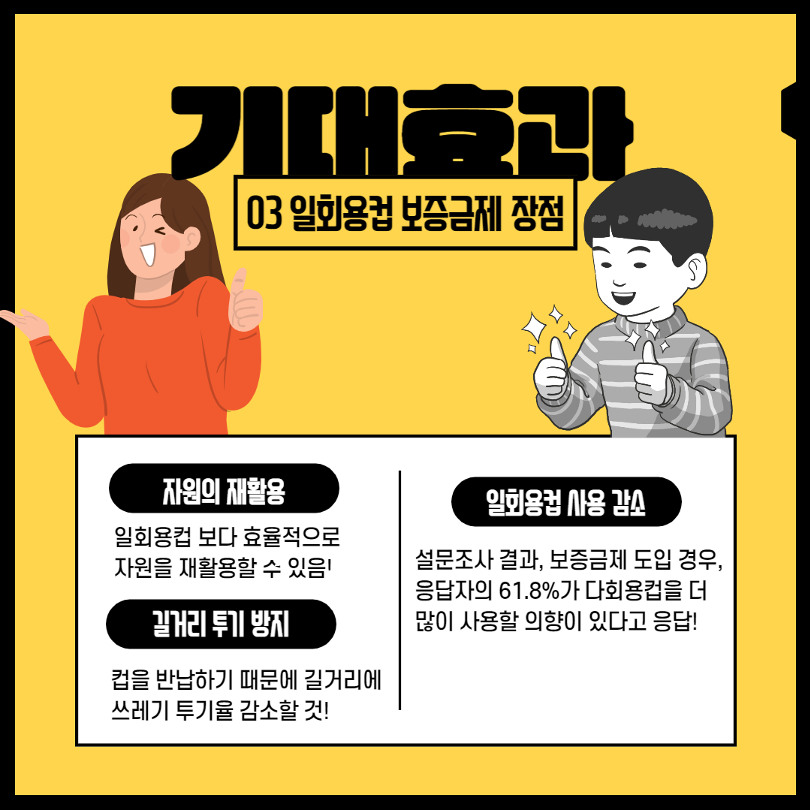 기대효과
03 일회용컵 보증금제 장점
자원의 재활용
일회용컵 보다 효율적으로
자원을 재활용할 수 있음!
길거리 투기 방지
컵을 반납하기 때문에 길거리에
쓰레기 투기율 감소할 것!
일회용컵 사용 감소
설문조사 결과, 보증금제 도입 경우,
응답자의 61.8%가 다회용컵을 더
많이 사용할 의향이 있다고 응답!